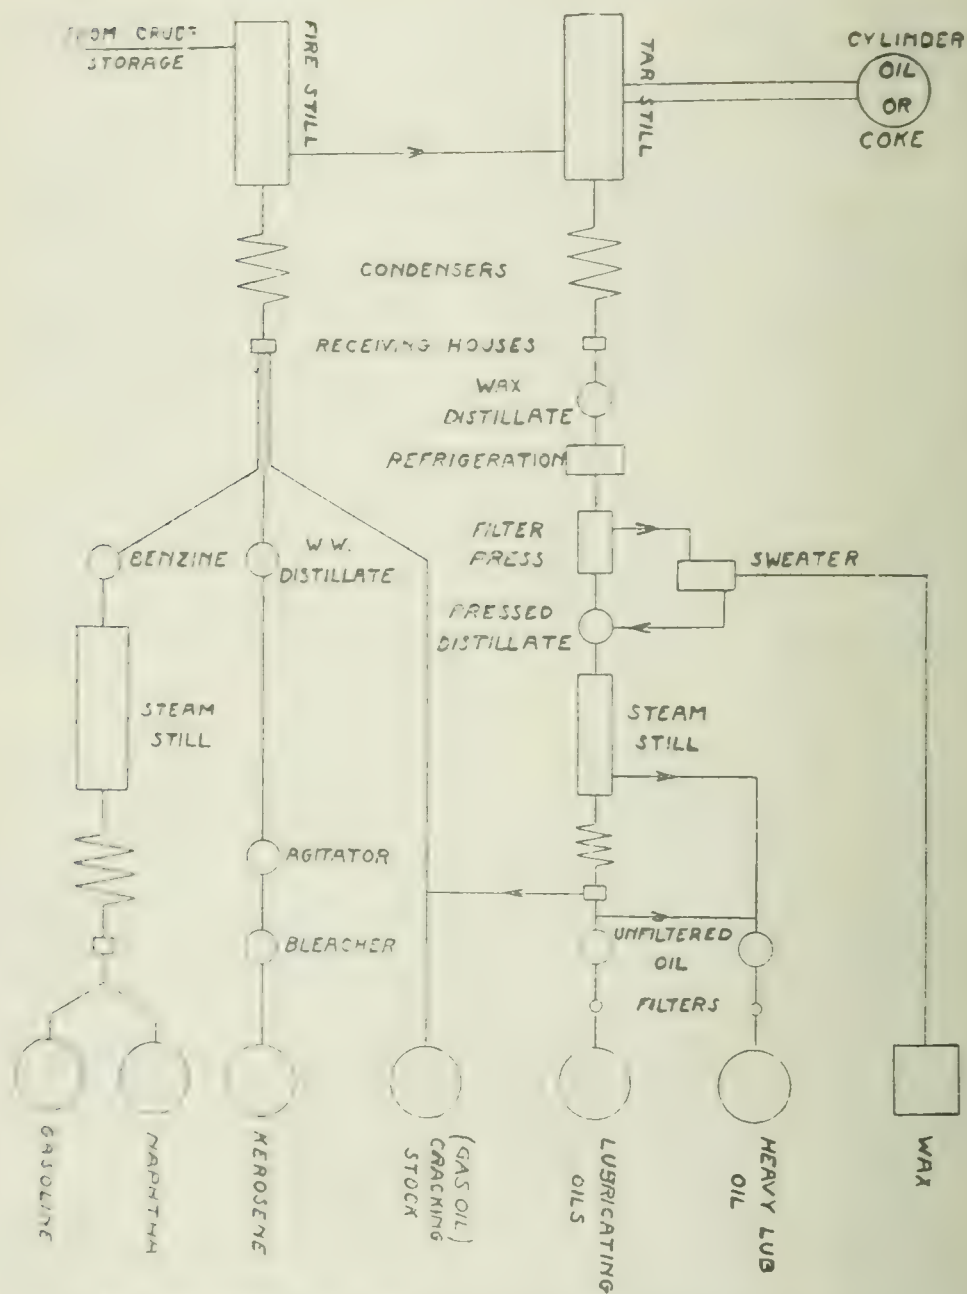 FROM CRUDE
STORAGE
FIRE STILL
TAR STILL
CYLINDER
OIL
OR
COKE
CONDENSERS
RECEIVING HOUSES
WAX
DISTILLATE
REFRIGERATION
BENZINE
W.W.
DISTILLATE
FILTER
PRESS
SWEATER
PRESSED
DISTILLATE
STEAM
STILL
STEAM
STILL
AGITATOR
BLEACHER
UNFILTERED
OIL
FILTERS
GASOLINE
NAPHTHA
KEROSENE
(GAS OIL)
CRACKING
STOCK
LUBRICATING
OILS
HEAVY LUB
OIL
WAX